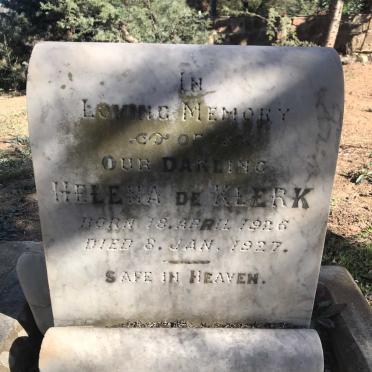 IN
LOVING MEMORY
OF
OUR DARLING
HELENA DE KLERK
BORN 18. APRIL 1926
DIED 8. JAN. 1927.
SAFE IN HEAVEN.